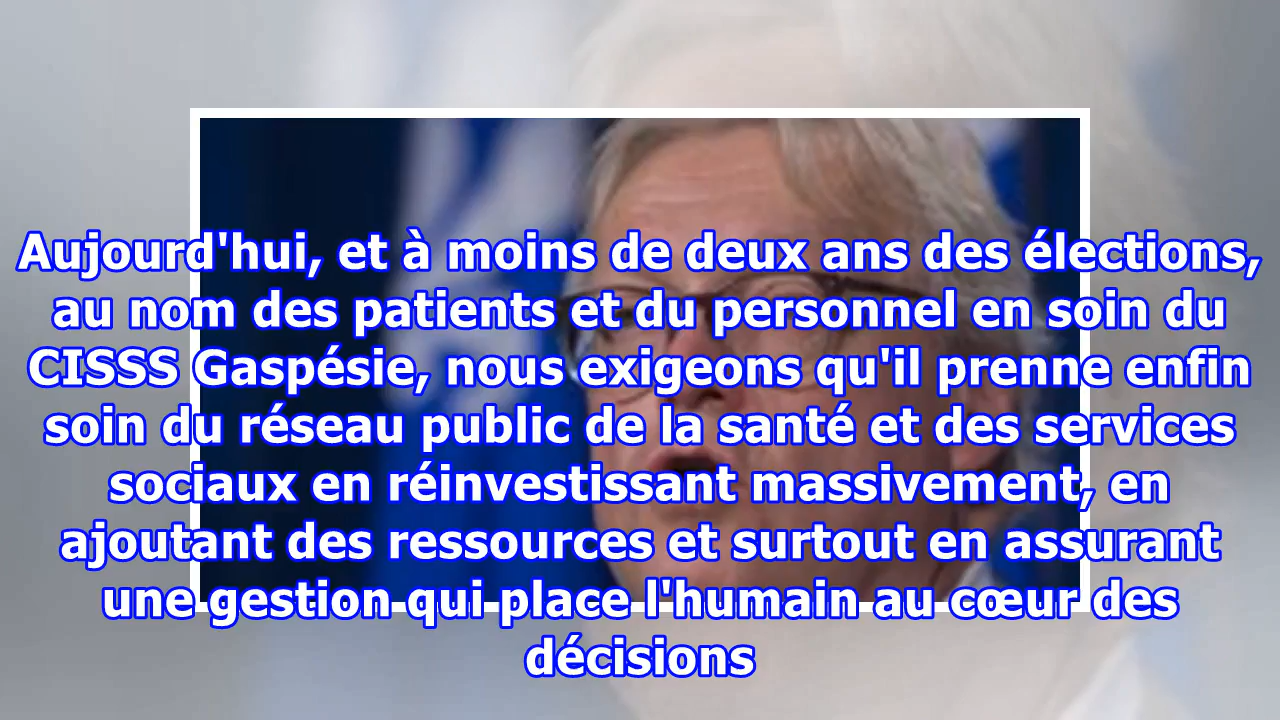 Aujourd'hui, et à moins de deux ans des élections,
au nom des patients et du personnel en soin du
CISSS Gaspésie, nous exigeons qu'il prenne enfin
soin du réseau public de la santé et des services
sociaux en réinvestissant massivement, en
ajoutant des ressources et surtout en assurant
une gestion qui place l'humain au cœur des
décisions